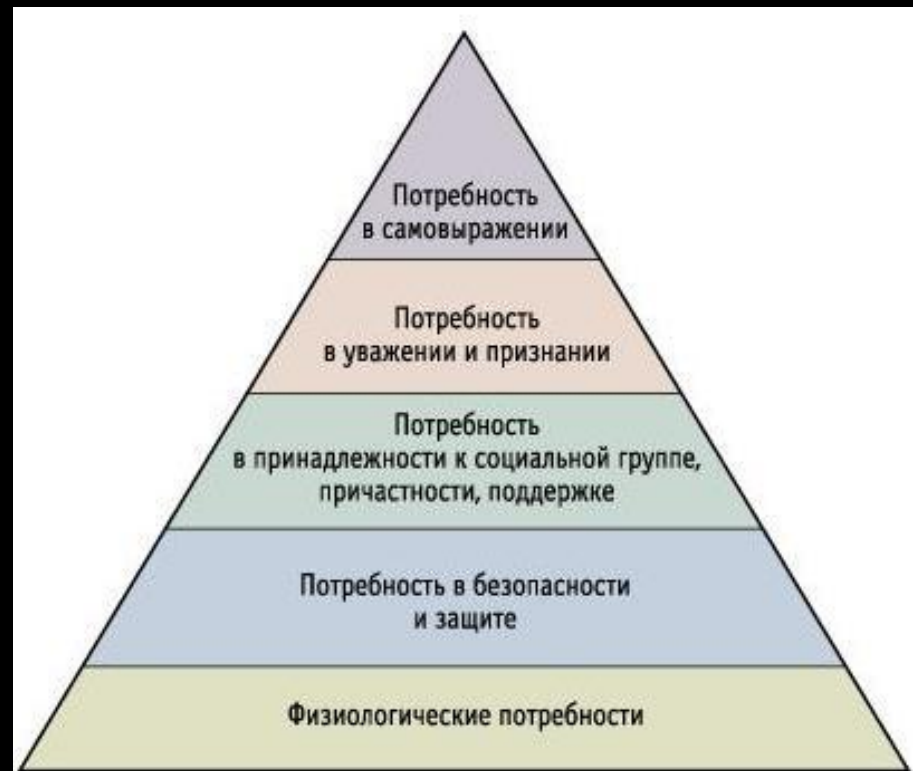 Потребность
в самовыражении
Потребность
в уважении и признании
Потребность
в принадлежности к социальной группе,
причастности, поддержке
Потребность в безопасности
и защите
Физиологические потребности